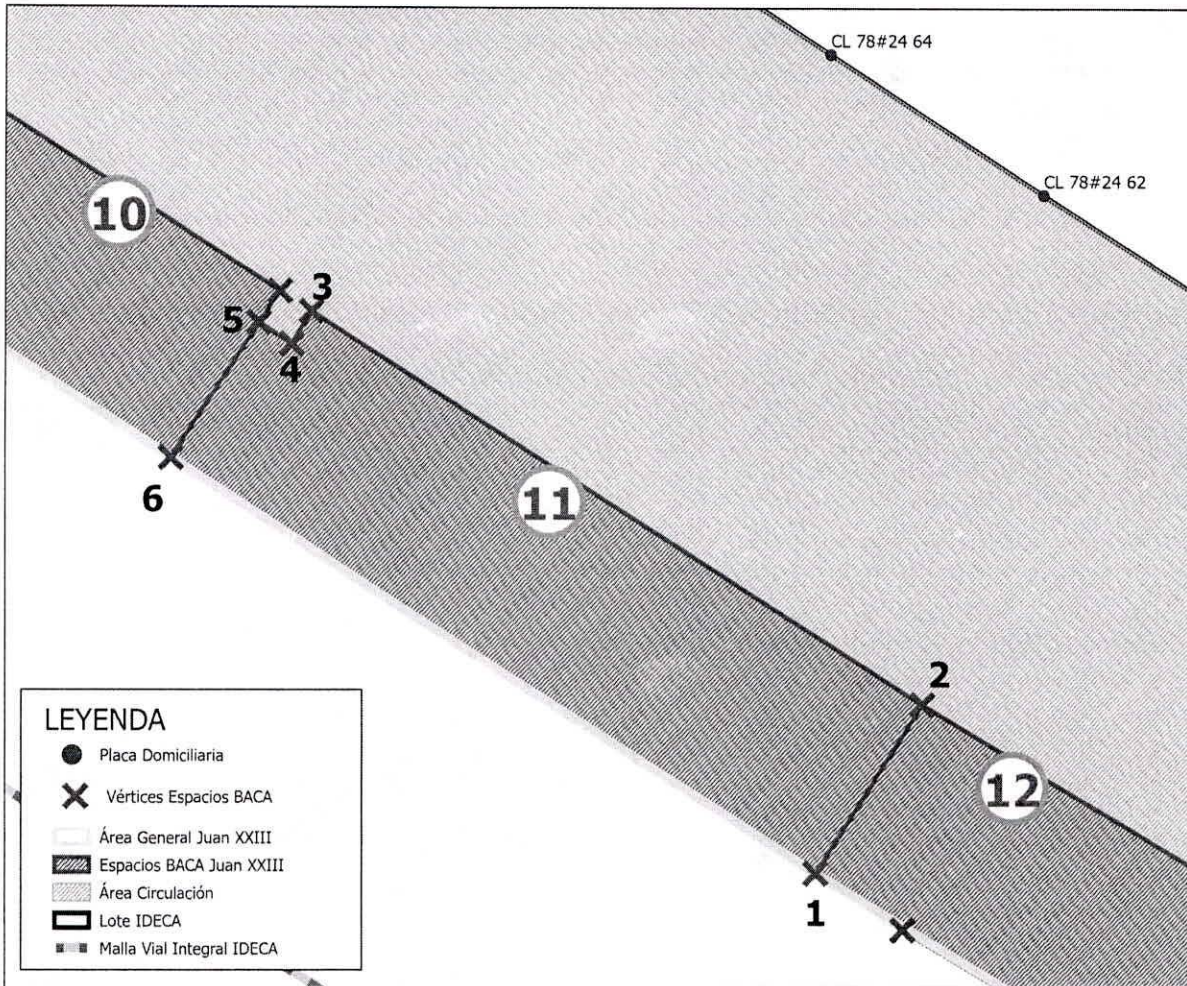 CL 78#24 64
CL 78#24 62
10
3
5
4
6
11
2
12
1
LEYENDA
Placa Domiciliaria
Vértices Espacios BACA
Área General Juan XXIII
Espacios BACA Juan XXIII
Área Circulación
Lote IDECA
Malla Vial Integral IDECA